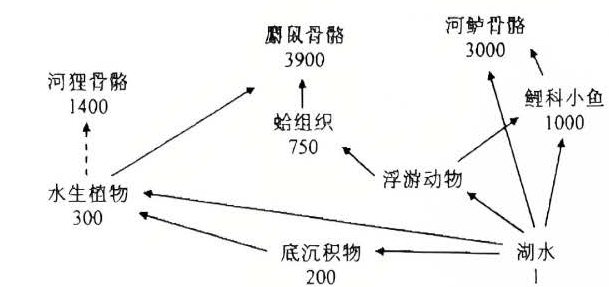 河鲈骨骼
3000
麝鼠骨骼
3900
河狸骨骼
1400
鲤科小鱼
1000
蛤组织
750
浮游动物
水生植物
300
底沉积物
200
湖水
1